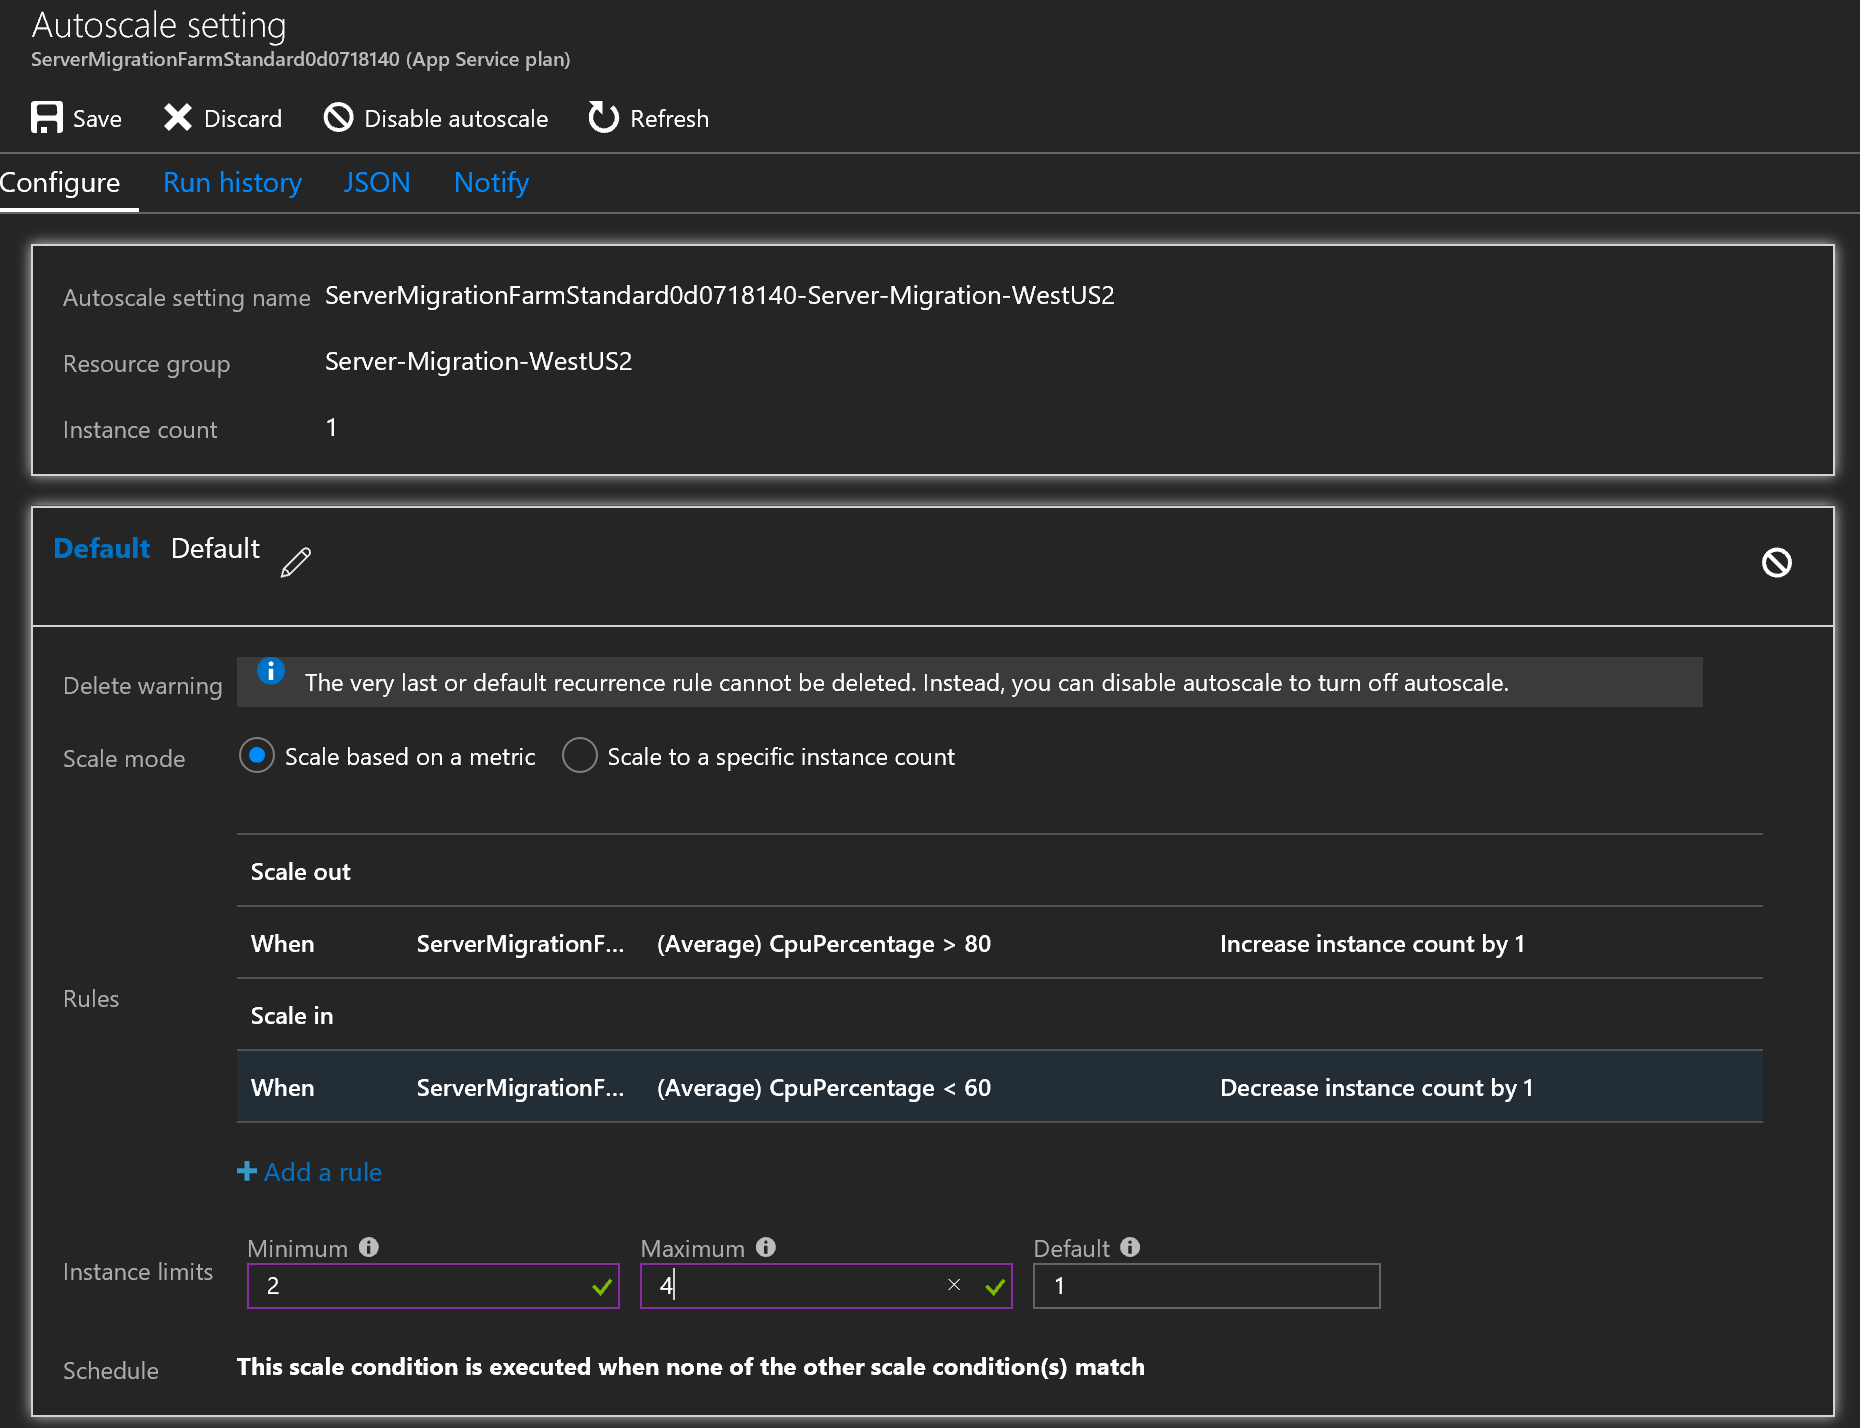 Autoscale setting
ServerMigrationFarmStandard0d0718140 (App Service plan)
Save Discard Disable autoscale Refresh
Configure Run history JSON Notify
Autoscale setting name ServerMigrationFarmStandard0d0718140-Server-Migration-WestUS2
Resource group Server-Migration-WestUS2
Instance count 1
Default Default
Delete warning The very last or default recurrence rule cannot be deleted. Instead, you can disable autoscale to turn off autoscale.
Scale mode Scale based on a metric Scale to a specific instance count
Scale out
When ServerMigrationF... (Average) CpuPercentage > 80 Increase instance count by 1
Rules
Scale in
When ServerMigrationF... (Average) CpuPercentage < 60 Decrease instance count by 1
+ Add a rule
Minimum Maximum Default
Instance limits 2 4 1
Schedule This scale condition is executed when none of the other scale condition(s) match